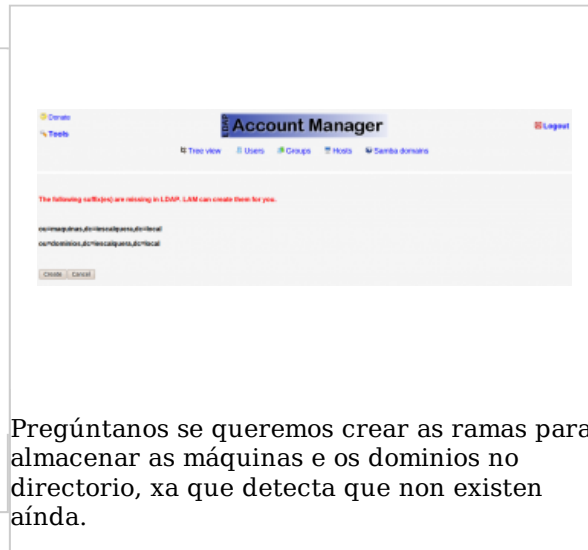 Donate
LDAP Account Manager
Logout
Tools
Tree view Users Groups Hosts Samba domains
The following suffix(es) are missing in LDAP. LAM can create them for you.
ou=maquinas,dc=iescalquera,dc=local
ou=dominios,dc=iescalquera,dc=local
Create Cancel
Pregúntanos se queremos crear as ramas para
almacenar as máquinas e os dominios no
directorio, xa que detecta que non existen
aínda.